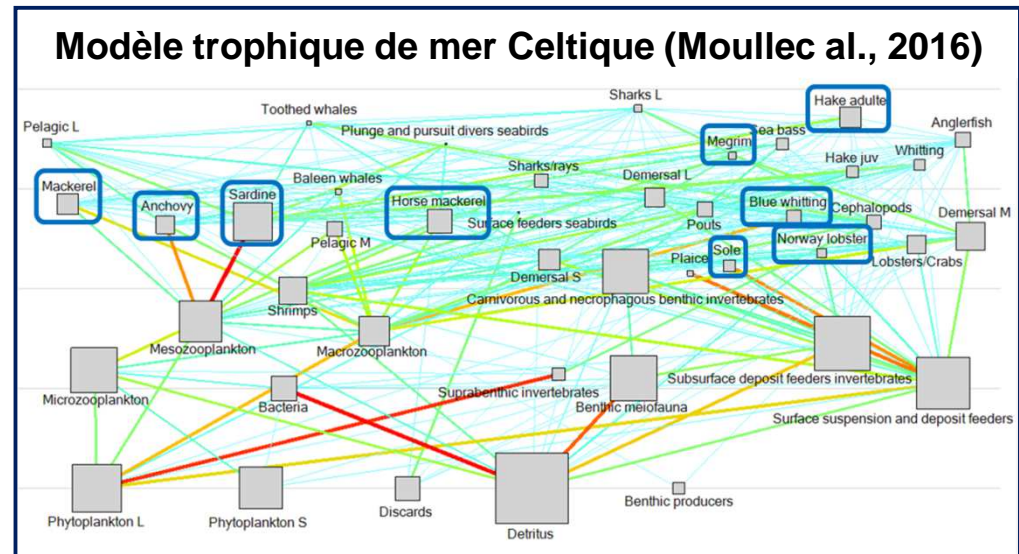 Modèle trophique de mer Celtique (Moullec al., 2016)
Sharks L
Hake adulte
Toothed whales
Pelagic L
Plunge and pursuit divers seabirds
Sea bass
Anglerfish
Megrim
Whitting
Sharks/rays
Hake juv
Baleen whales
Demersal L
Mackerel
Sardine
Horse mackerel
Blue whitting
Anchovy
Cephalopods
Demersal M
Surface feeders seabirds
Pouts
Pelagic M
Norway lobster
Sole
Plaice
Lobsters/Crabs
Demersal S
Carnivorous and necrophagous benthic invertebrates
Shrimps
Mesozooplankton
Macrozooplankton
Subsurface deposit feeders invertebrates
Suprabenthic invertebrates
Microzooplankton
Bacteria
Benthic meiofauna
Surface suspension and deposit feeders
Benthic producers
Phytoplankton L
Phytoplankton S
Discards
Detritus